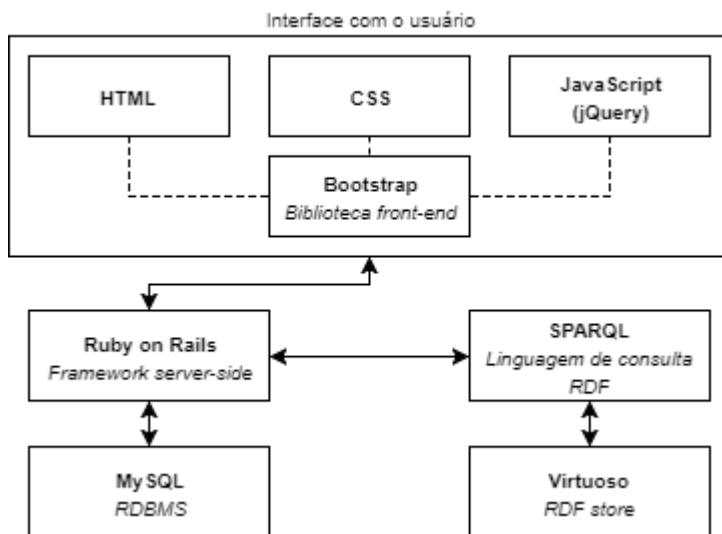 Interface com o usuário
HTML
CSS
JavaScript
(jQuery)
Bootstrap
Biblioteca front-end
Ruby on Rails
Framework server-side
SPARQL
Linguagem de consulta
RDF
MySQL
RDBMS
Virtuoso
RDF store